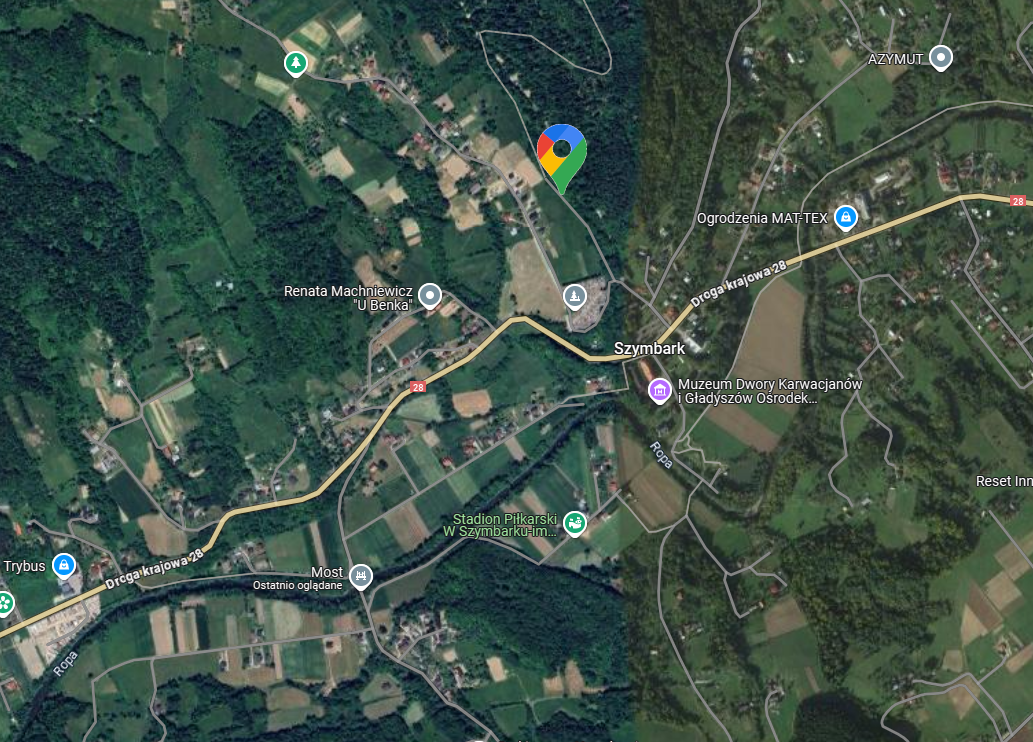 AZYMUT
28
Ogrodzenia MAT-TEX
Droga krajowa 28
Renata Machniewicz
"U Benka"
Szymbark
28
Muzeum Dwory Karwacjanów
i Gładyszów Ośrodek...
Ropa
Reset Inn
Stadion Piłkarski
W Szymbarku-im...
Droga krajowa 28
Trybus
Most
Ostatnio oglądane
Ropa